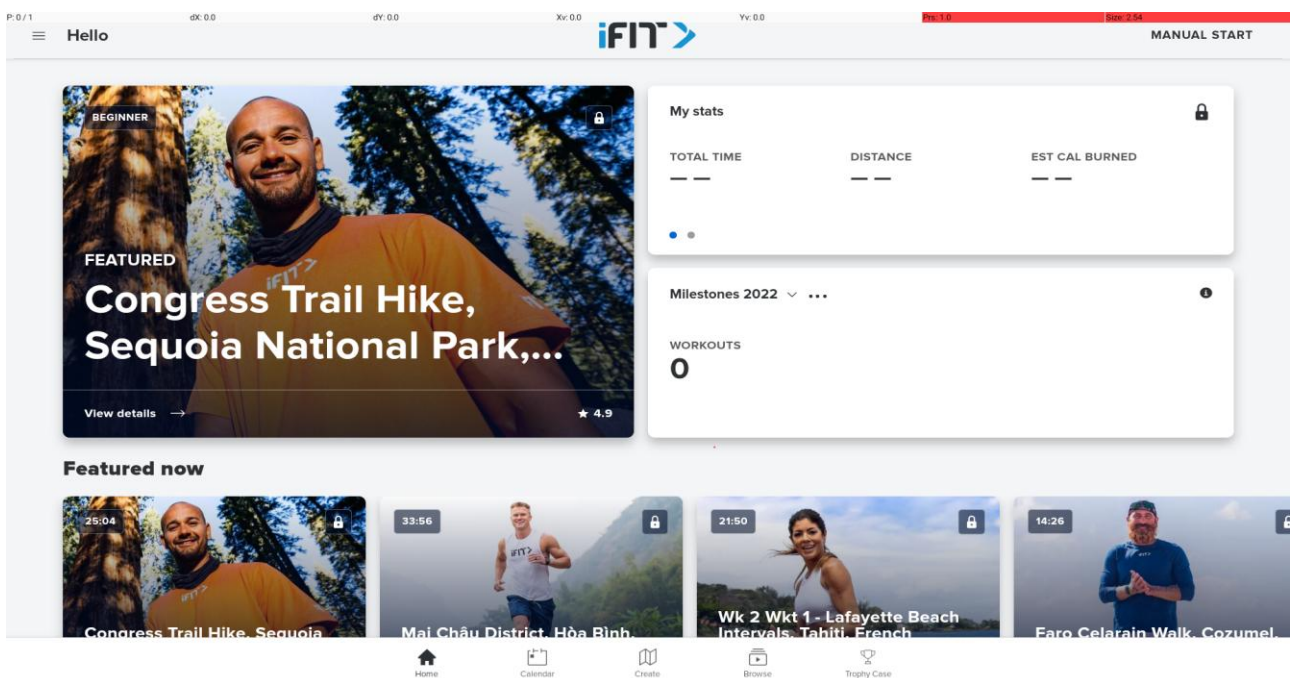 P: 0 / 1 dX: 0.0 dY: 0.0 Xv: 0.0 Yv: 0.0 Prs: 1.0 Size: 2.54
Hello
iFIT
MANUAL START
BEGINNER
iFIT
FEATURED
Congress Trail Hike,
Sequoia National Park,...
View details → ★ 4.9
My stats
TOTAL TIME DISTANCE EST CAL BURNED
— — — — — —
Milestones 2022 ...
WORKOUTS
0
Featured now
25:04
Congress Trail Hike, Sequoia
33:56
iFIT
Mai Châu District, Hòa Bình,
21:50
Wk 2 Wkt 1 - Lafayette Beach
Intervals, Tahiti, French
14:26
Faro Celarain Walk, Cozumel,
Home Calendar Create Browse Trophy Case